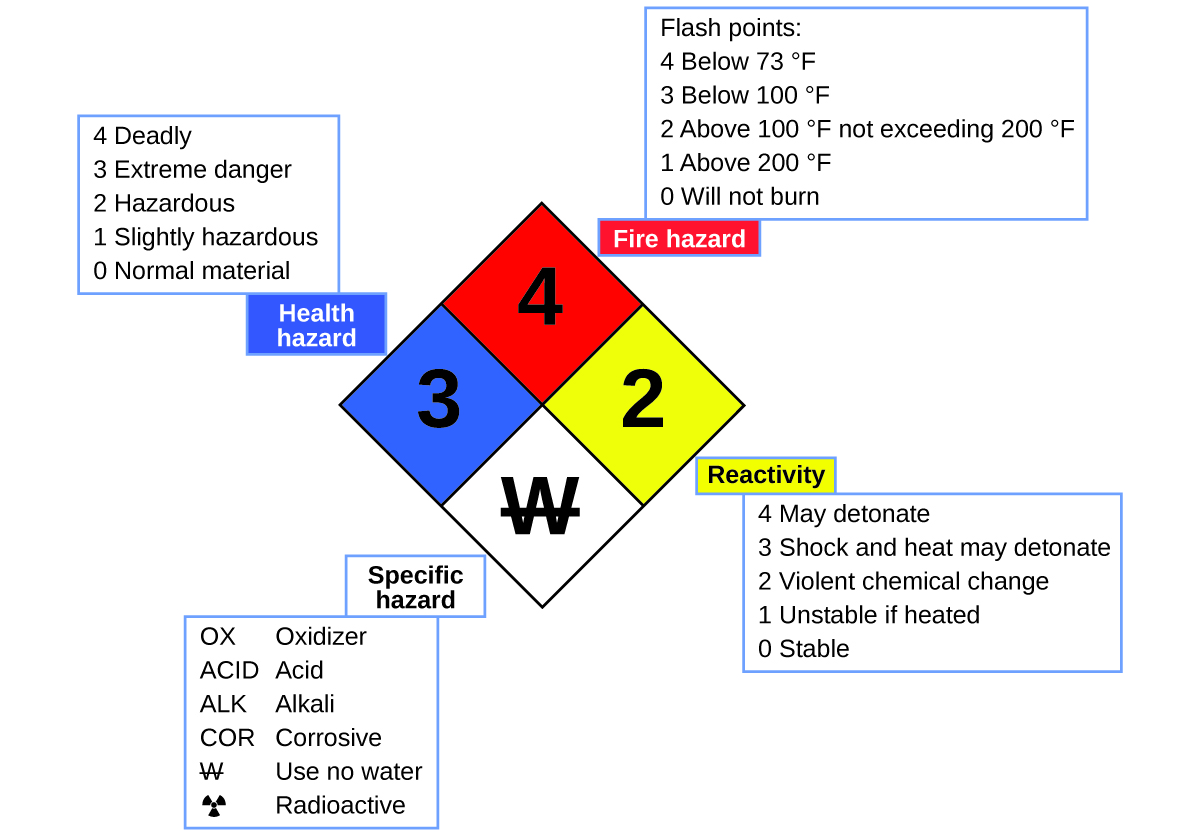 Flash points:
4 Below 73 °F
3 Below 100 °F
2 Above 100 °F not exceeding 200 °F
1 Above 200 °F
0 Will not burn
Fire hazard
4 Deadly
3 Extreme danger
2 Hazardous
1 Slightly hazardous
0 Normal material
Health
hazard
4
3
2
W̶
Reactivity
4 May detonate
3 Shock and heat may detonate
2 Violent chemical change
1 Unstable if heated
0 Stable
Specific
hazard
OX Oxidizer
ACID Acid
ALK Alkali
COR Corrosive
W̶ Use no water
☢ Radioactive